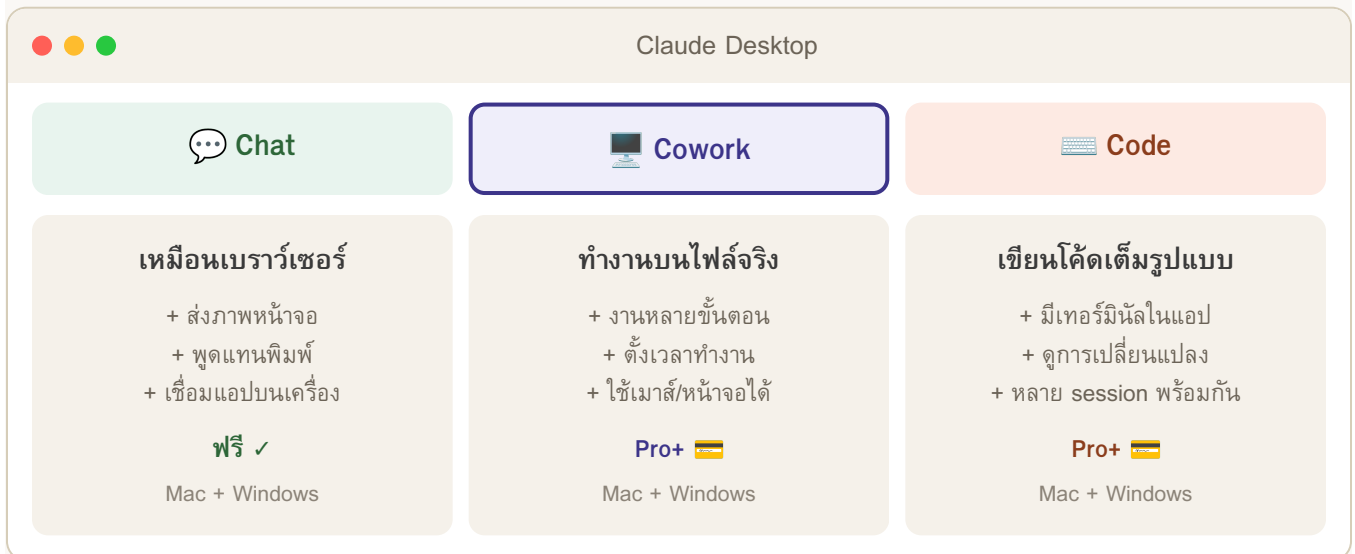 Claude Desktop
💬 Chat
🖥️ Cowork
⌨️ Code
เหมือนเบราว์เซอร์
+ ส่งภาพหน้าจอ
+ พูดแทนพิมพ์
+ เชื่อมแอปบนเครื่อง
ฟรี ✓
Mac + Windows
ทำงานบนไฟล์จริง
+ งานหลายขั้นตอน
+ ตั้งเวลาทำงาน
+ ใช้เมาส์/หน้าจอได้
Pro+ 💳
Mac + Windows
เขียนโค้ดเต็มรูปแบบ
+ มีเทอร์มินัลในแอป
+ ดูการเปลี่ยนแปลง
+ หลาย session พร้อมกัน
Pro+ 💳
Mac + Windows